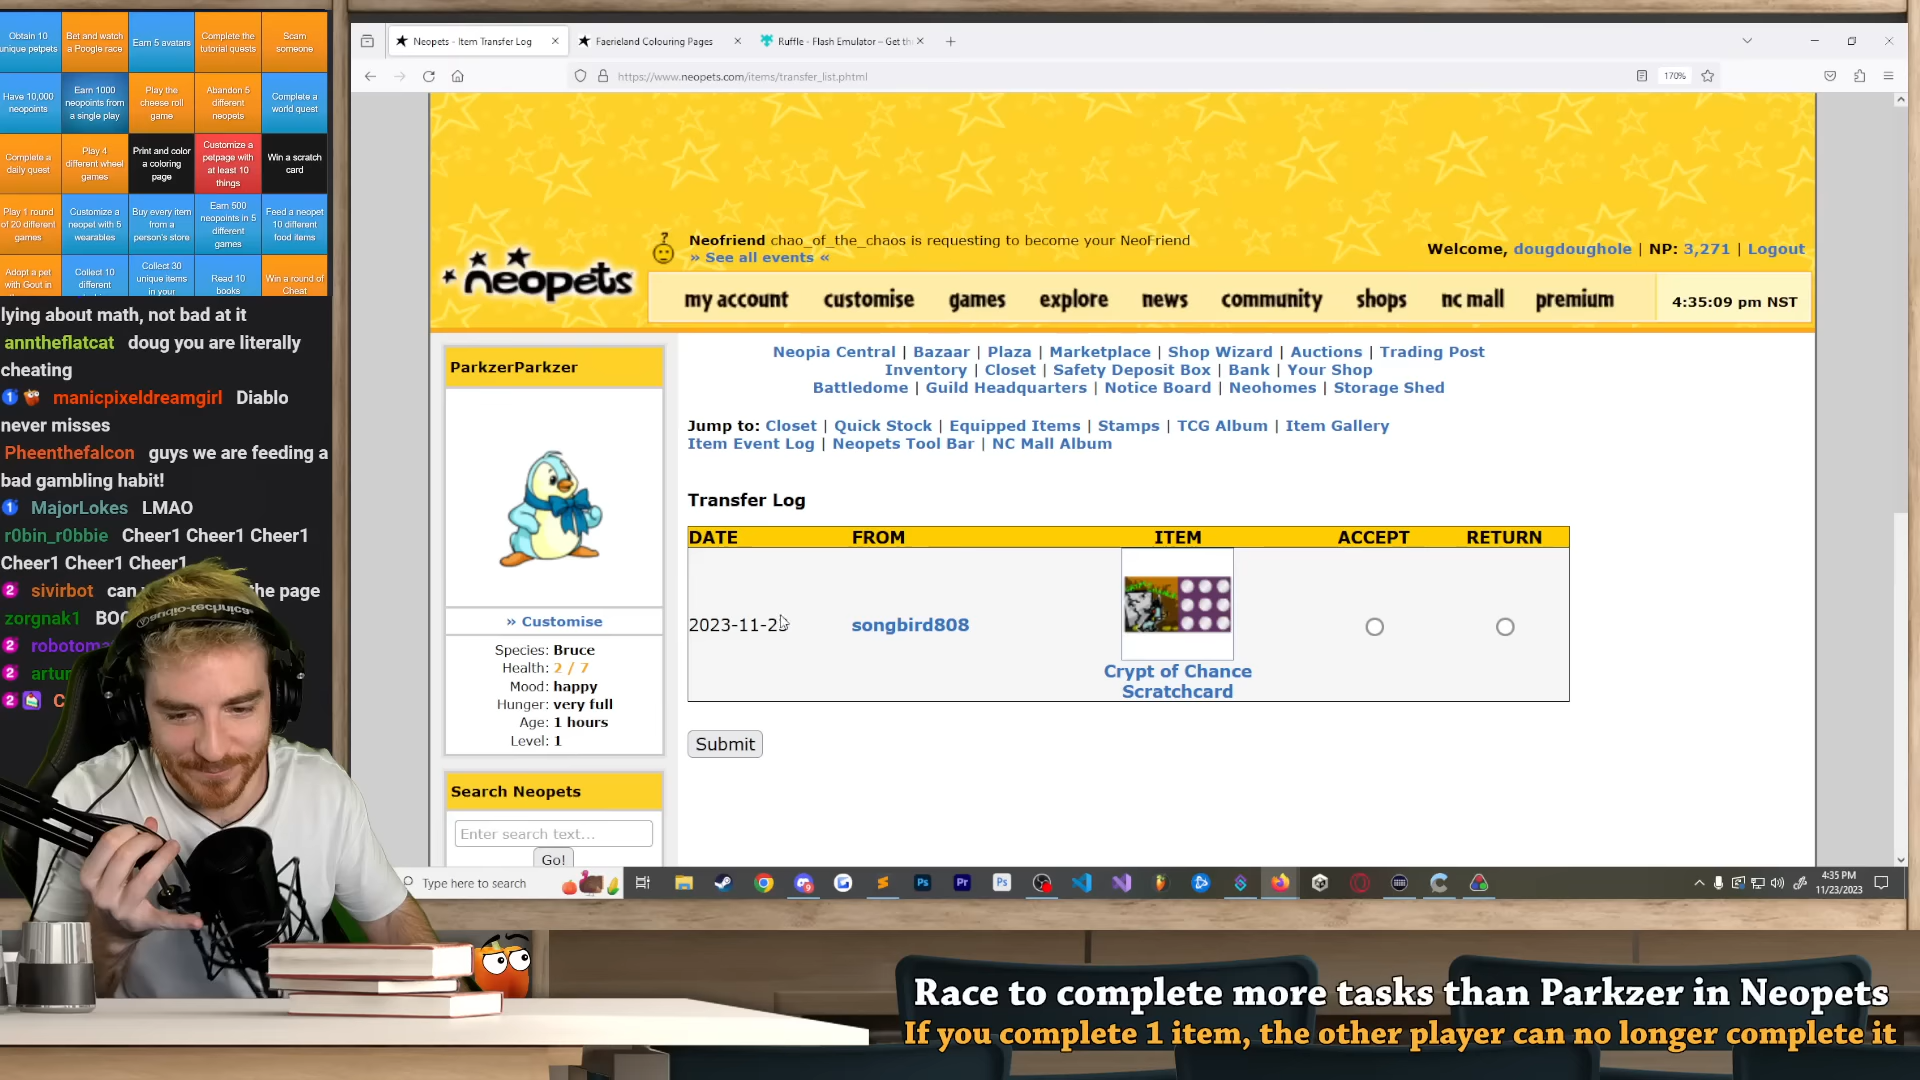 Obtain 10
unique petpets
Bet and watch
a Poogle race
Earn 5 avatars
Complete the
tutorial quests
Scam
someone
Have 10,000
neopoints
Earn 1000
neopoints from
a single play
Play the
cheese roll
game
Abandon 5
different
neopets
Complete a
world quest
Complete a
daily quest
Play 4
different wheel
games
Print and color
a coloring
page
Customize a
petpage with
at least 10
things
Win a scratch
card
Play 1 round
of 20 different
games
Customize a
neopet with 5
wearables
Buy every item
from a
person's store
Earn 500
neopoints in 5
different
games
Feed a neopet
10 different
food items
Adopt a pet
with Gout in
Collect 10
different
Collect 30
unique items
in your
Read 10
books
Win a round of
Cheat
lying about math, not bad at it
anntheflatcat doug you are literally
cheating
manicpixeldreamgirl Diablo
never misses
Pheenthefalcon guys we are feeding a
bad gambling habit!
MajorLokes LMAO
r0bin_r0bbie Cheer1 Cheer1 Cheer1
Cheer1 Cheer1 Cheer1
sivirbot can the page
zorgnak1
audio-technica
Neopets - Item Transfer Log
Faerieland Colouring Pages
Ruffle - Flash Emulator – Get th
https://www.neopets.com/items/transfer_list.phtml
170%
neopets
Neofriend chao_of_the_chaos is requesting to become your NeoFriend
» See all events «
Welcome, dougdoughole | NP: 3,271 | Logout
my account customise games explore news community shops nc mall premium
4:35:09 pm NST
ParkzerParkzer
» Customise
Species: Bruce
Health: 2 / 7
Mood: happy
Hunger: very full
Age: 1 hours
Level: 1
Search Neopets
Enter search text...
Go!
Neopia Central | Bazaar | Plaza | Marketplace | Shop Wizard | Auctions | Trading Post
Inventory | Closet | Safety Deposit Box | Bank | Your Shop
Battledome | Guild Headquarters | Notice Board | Neohomes | Storage Shed
Jump to: Closet | Quick Stock | Equipped Items | Stamps | TCG Album | Item Gallery
Item Event Log | Neopets Tool Bar | NC Mall Album
Transfer Log
DATE FROM ITEM ACCEPT RETURN
2023-11-23 songbird808
Crypt of Chance
Scratchcard
Submit
Type here to search
4:35 PM
11/23/2023
Race to complete more tasks than Parkzer in Neopets
If you complete 1 item, the other player can no longer complete it